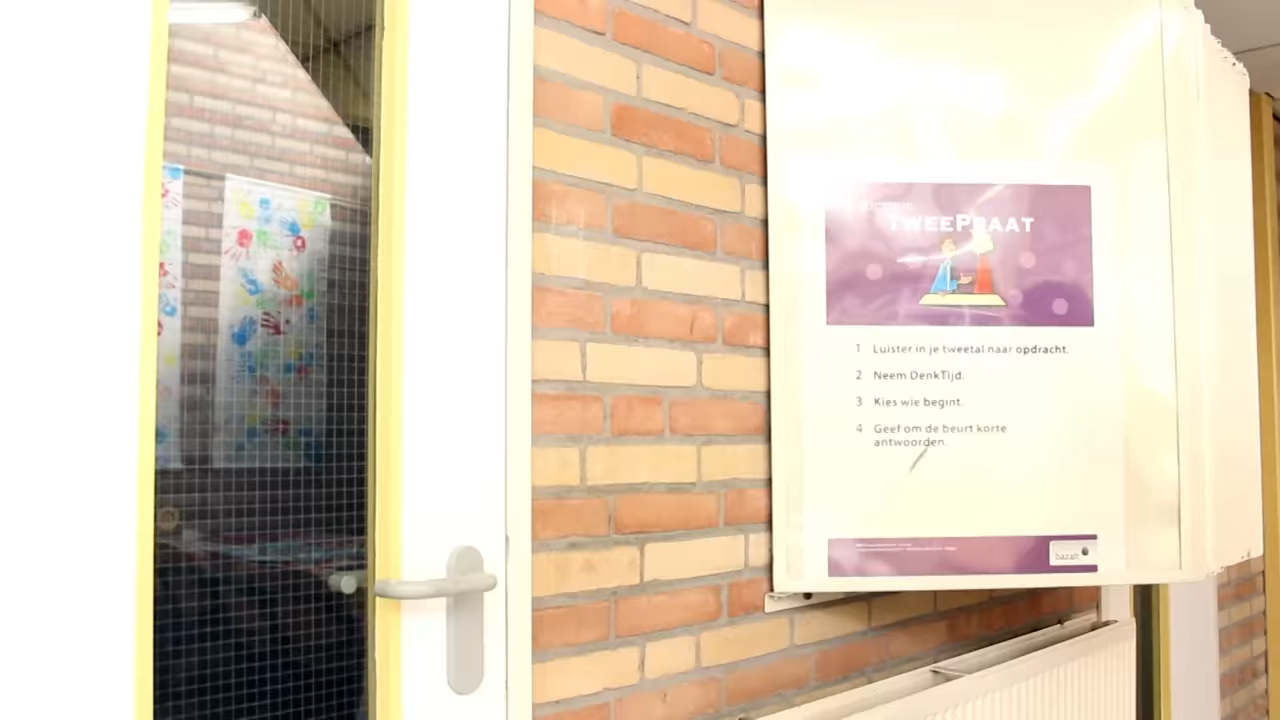 TWEEPRAAT
1 Luister in je tweetal naar opdracht.
2 Neem DenkTijd.
3 Kies wie begint.
4 Geef om de beurt korte
antwoorden.
bazalt